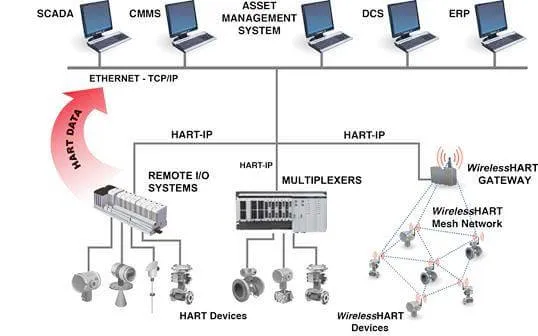 SCADA
CMMS
ASSET
MANAGEMENT
SYSTEM
DCS
ERP
ETHERNET - TCP/IP
HART DATA
HART-IP
HART-IP
HART-IP
REMOTE I/O
SYSTEMS
MULTIPLEXERS
WirelessHART
GATEWAY
WirelessHART
Mesh Network
HART Devices
WirelessHART
Devices